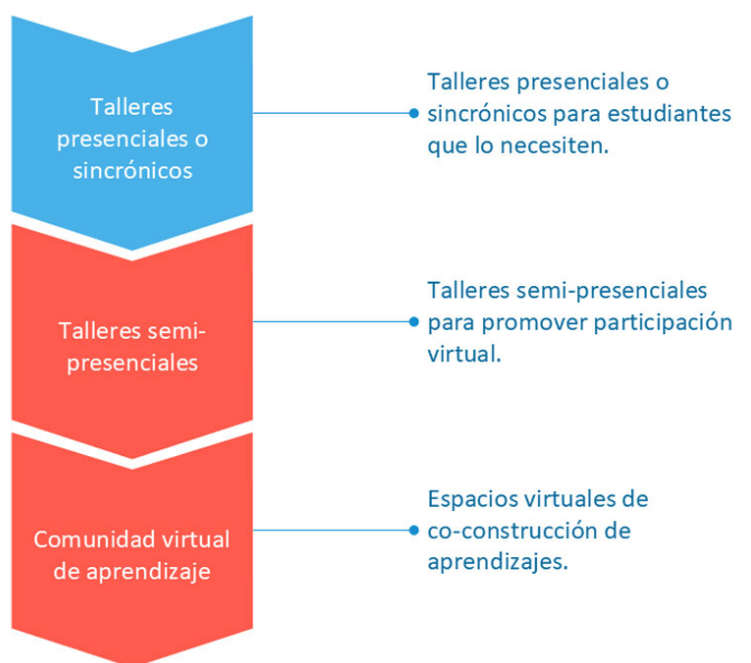 Talleres
presenciales o
sincrónicos
Talleres presenciales o
sincrónicos para estudiantes
que lo necesiten.
Talleres semi-
presenciales
Talleres semi-presenciales
para promover participación
virtual.
Comunidad virtual
de aprendizaje
Espacios virtuales de
co-construcción de
aprendizajes.